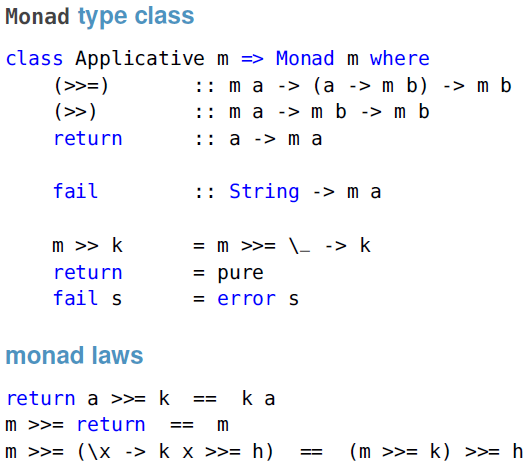 Monad type class
class Applicative m => Monad m where
    (>>=)       :: m a -> (a -> m b) -> m b
    (>>)        :: m a -> m b -> m b
    return      :: a -> m a
    fail        :: String -> m a
    m >> k      = m >>= \_ -> k
    return      = pure
    fail s      = error s
monad laws
return a >>= k  ==  k a
m >>= return  ==  m
m >>= (\x -> k x >>= h)  ==  (m >>= k) >>= h